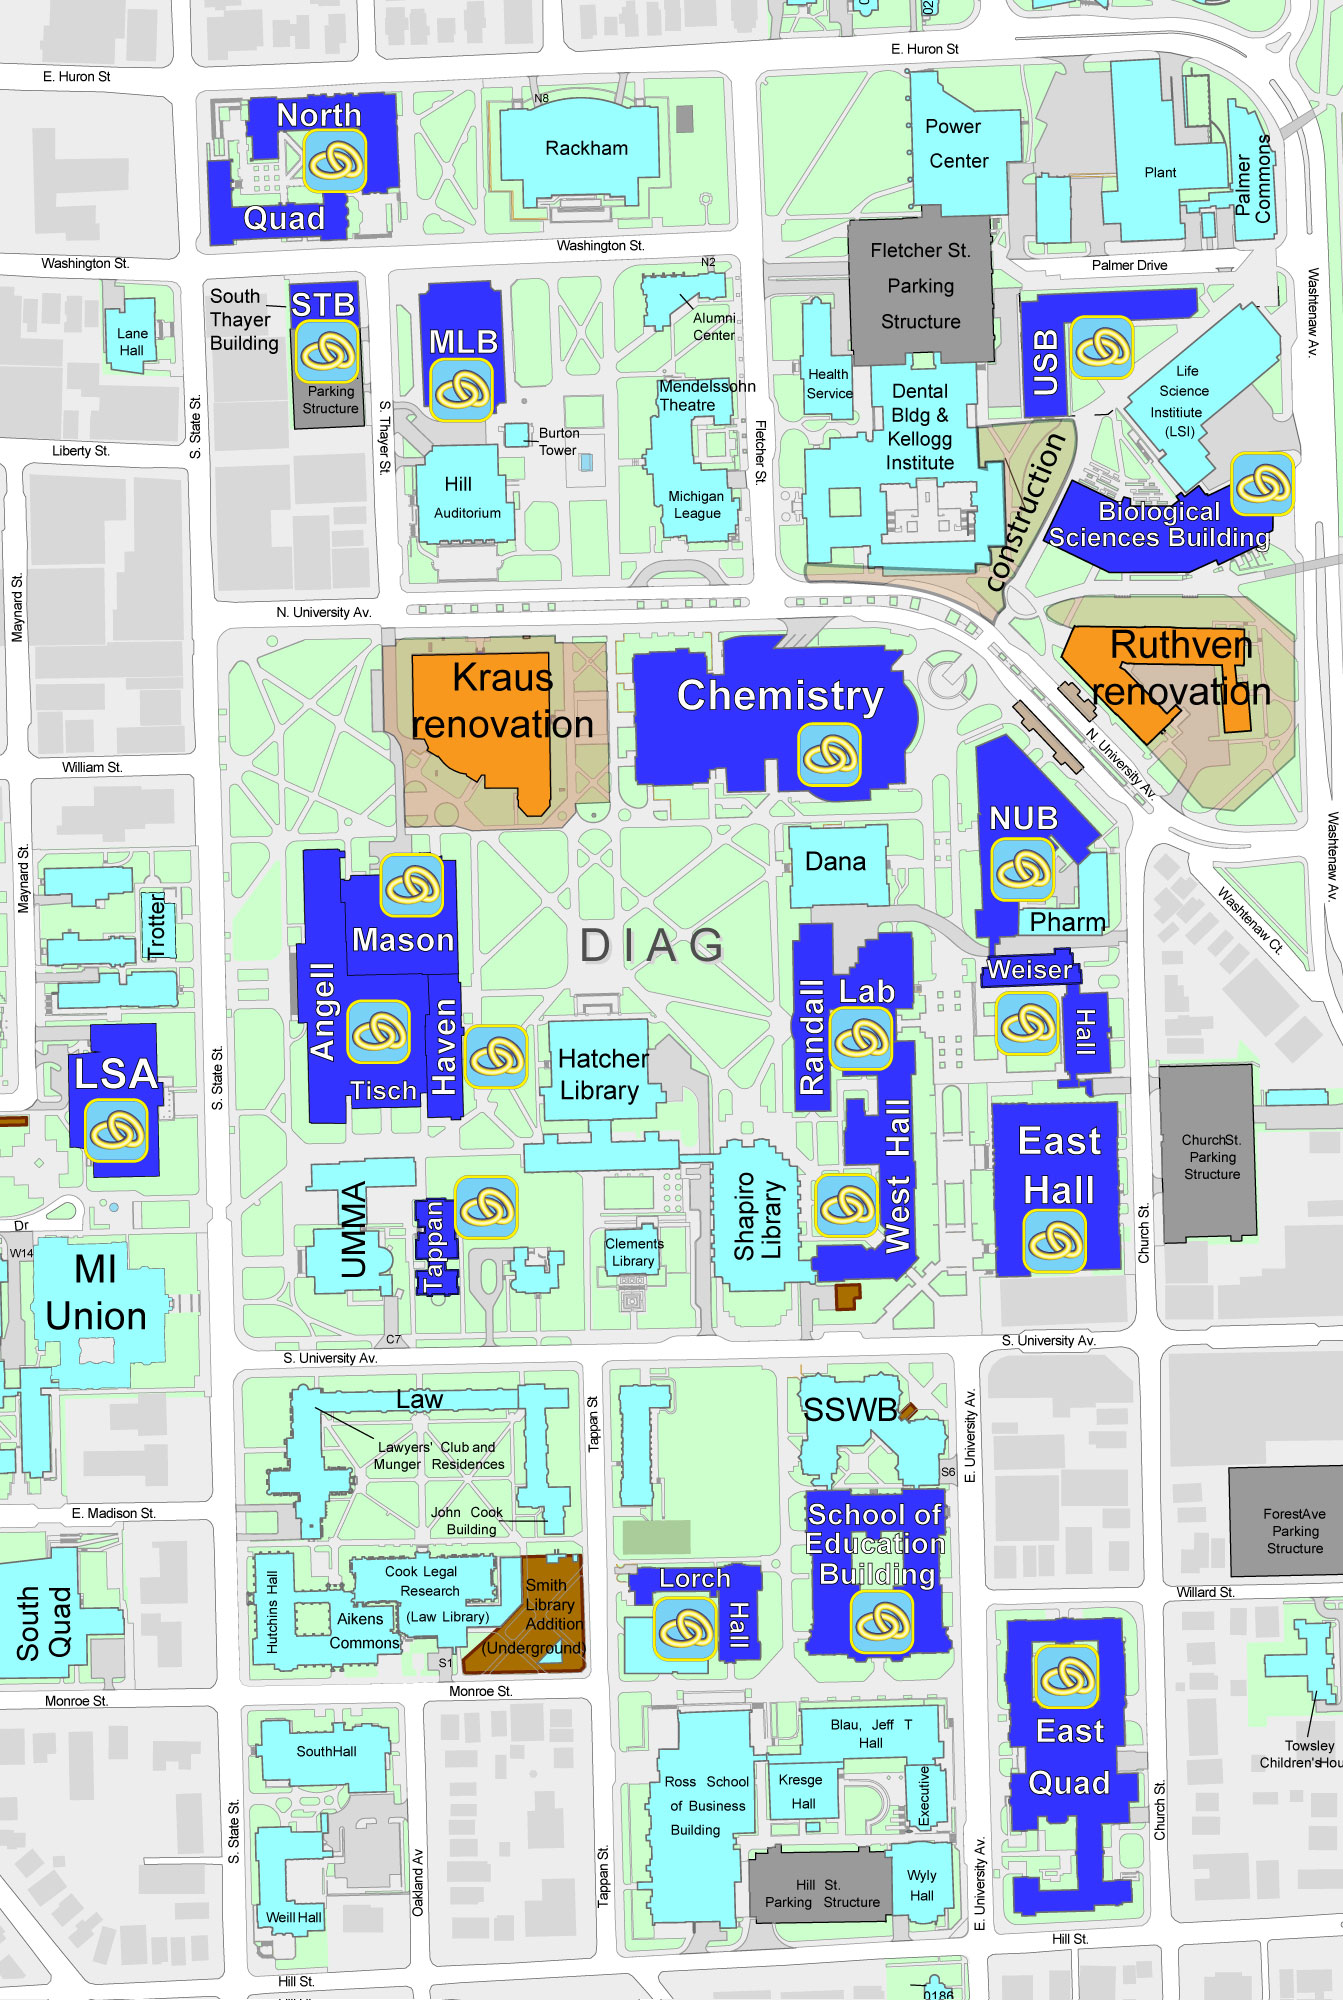 E. Huron St
E. Huron St
North
Quad
N8
Rackham
Power
Center
Plant
Palmer
Commons
Washington St.
Washington St.
Fletcher St.
Parking
Structure
Palmer Drive
Washtenaw Av.
South
Thayer
Building
STB
Parking
Structure
Lane
Hall
MLB
N2
Alumni
Center
Mendelssohn
Theatre
Health
Service
Dental
Bldg &
Kellogg
Institute
USB
Life
Science
Institiute
(LSI)
S. State St.
S. Thayer St.
Liberty St.
Burton
Tower
Fletcher St.
Hill
Auditorium
Michigan
League
construction
Biological
Sciences Building
Maynard St.
N. University Av.
Kraus
renovation
Chemistry
Ruthven
renovation
N. University Av.
William St.
NUB
Dana
Pharm
Washtenaw Av.
Washtenaw Ct.
Maynard St.
Trotter
Mason
Angell
Haven
Tisch
DIAG
Randall
Lab
Weiser
Hall
LSA
S. State St.
Hatcher
Library
West Hall
East
Hall
ChurchSt.
Parking
Structure
Church St.
UMMA
Tappan
Clements
Library
Shapiro
Library
Dr
W14
MI
Union
C7
S. University Av.
S. University Av.
Law
Lawyers' Club and
Munger Residences
John Cook
Building
Tappan St
SSWB
S6
E. University Av.
E. Madison St.
South
Quad
Hutchins Hall
Cook Legal
Research
(Law Library)
Aikens
Commons
Smith
Library
Addition
(Underground)
S1
Lorch
Hall
School of
Education
Building
ForestAve
Parking
Structure
Willard St.
Monroe St.
Monroe St.
East
Quad
Towsley
Children'sHou
SouthHall
Weill Hall
S. State St.
Oakland Av
Tappan St.
Ross School
of Business
Building
Blau, Jeff T
Hall
Kresge
Hall
Executive
Hill St.
Parking Structure
Wyly
Hall
E. University Av.
Church St.
Hill St.
Hill St.
0186